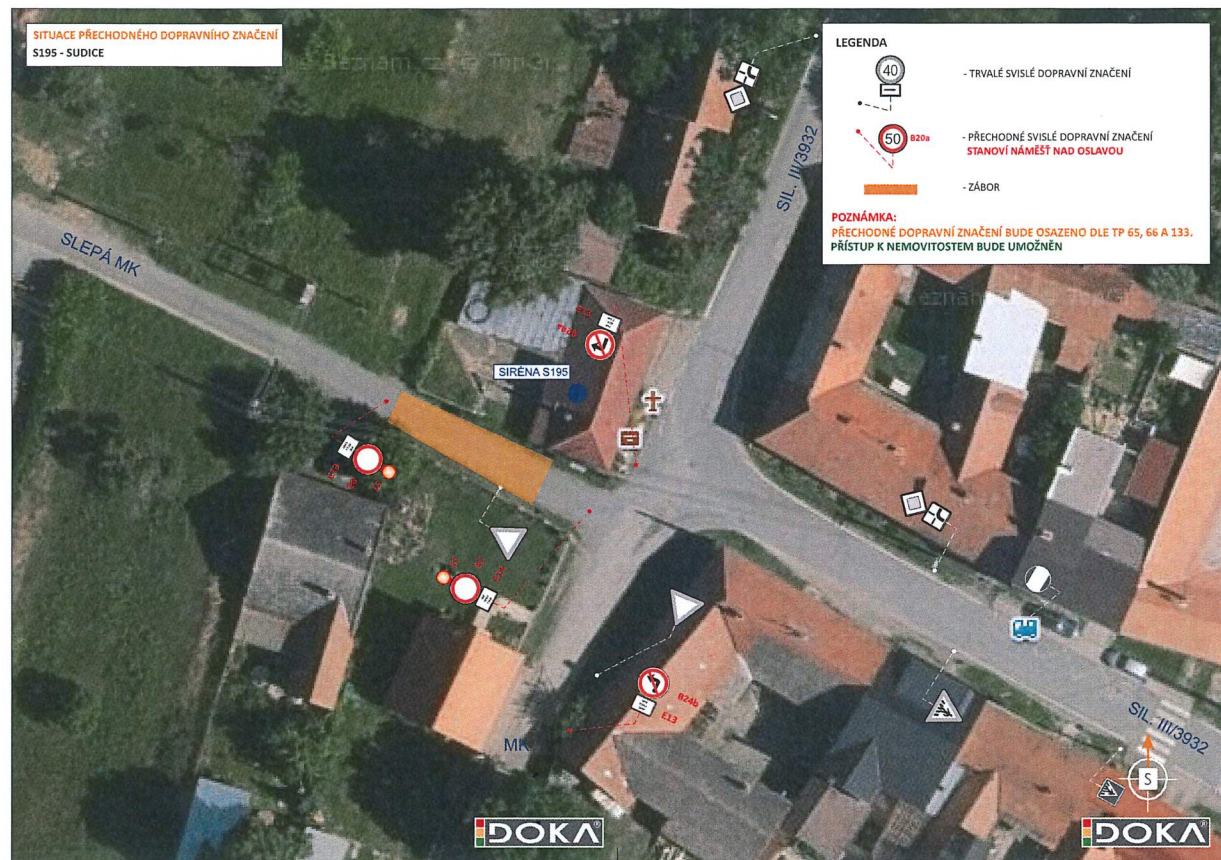 SITUACE PŘECHODNÉHO DOPRAVNÍHO ZNAČENÍ
S195 - SUDICE
LEGENDA
40
- TRVALÉ SVISLÉ DOPRAVNÍ ZNAČENÍ
50
B20a
- PŘECHODNÉ SVISLÉ DOPRAVNÍ ZNAČENÍ
STANOVÍ NÁMĚŠŤ NAD OSLAVOU
- ZÁBOR
POZNÁMKA:
PŘECHODNÉ DOPRAVNÍ ZNAČENÍ BUDE OSAZENO DLE TP 65, 66 A 133.
PŘÍSTUP K NEMOVITOSTEM BUDE UMOŽNĚN
SIL. III/3932
SLEPÁ MK
SIRÉNA S195
B24b
E13
MK
SIL. III/3932
S
DOKA
DOKA